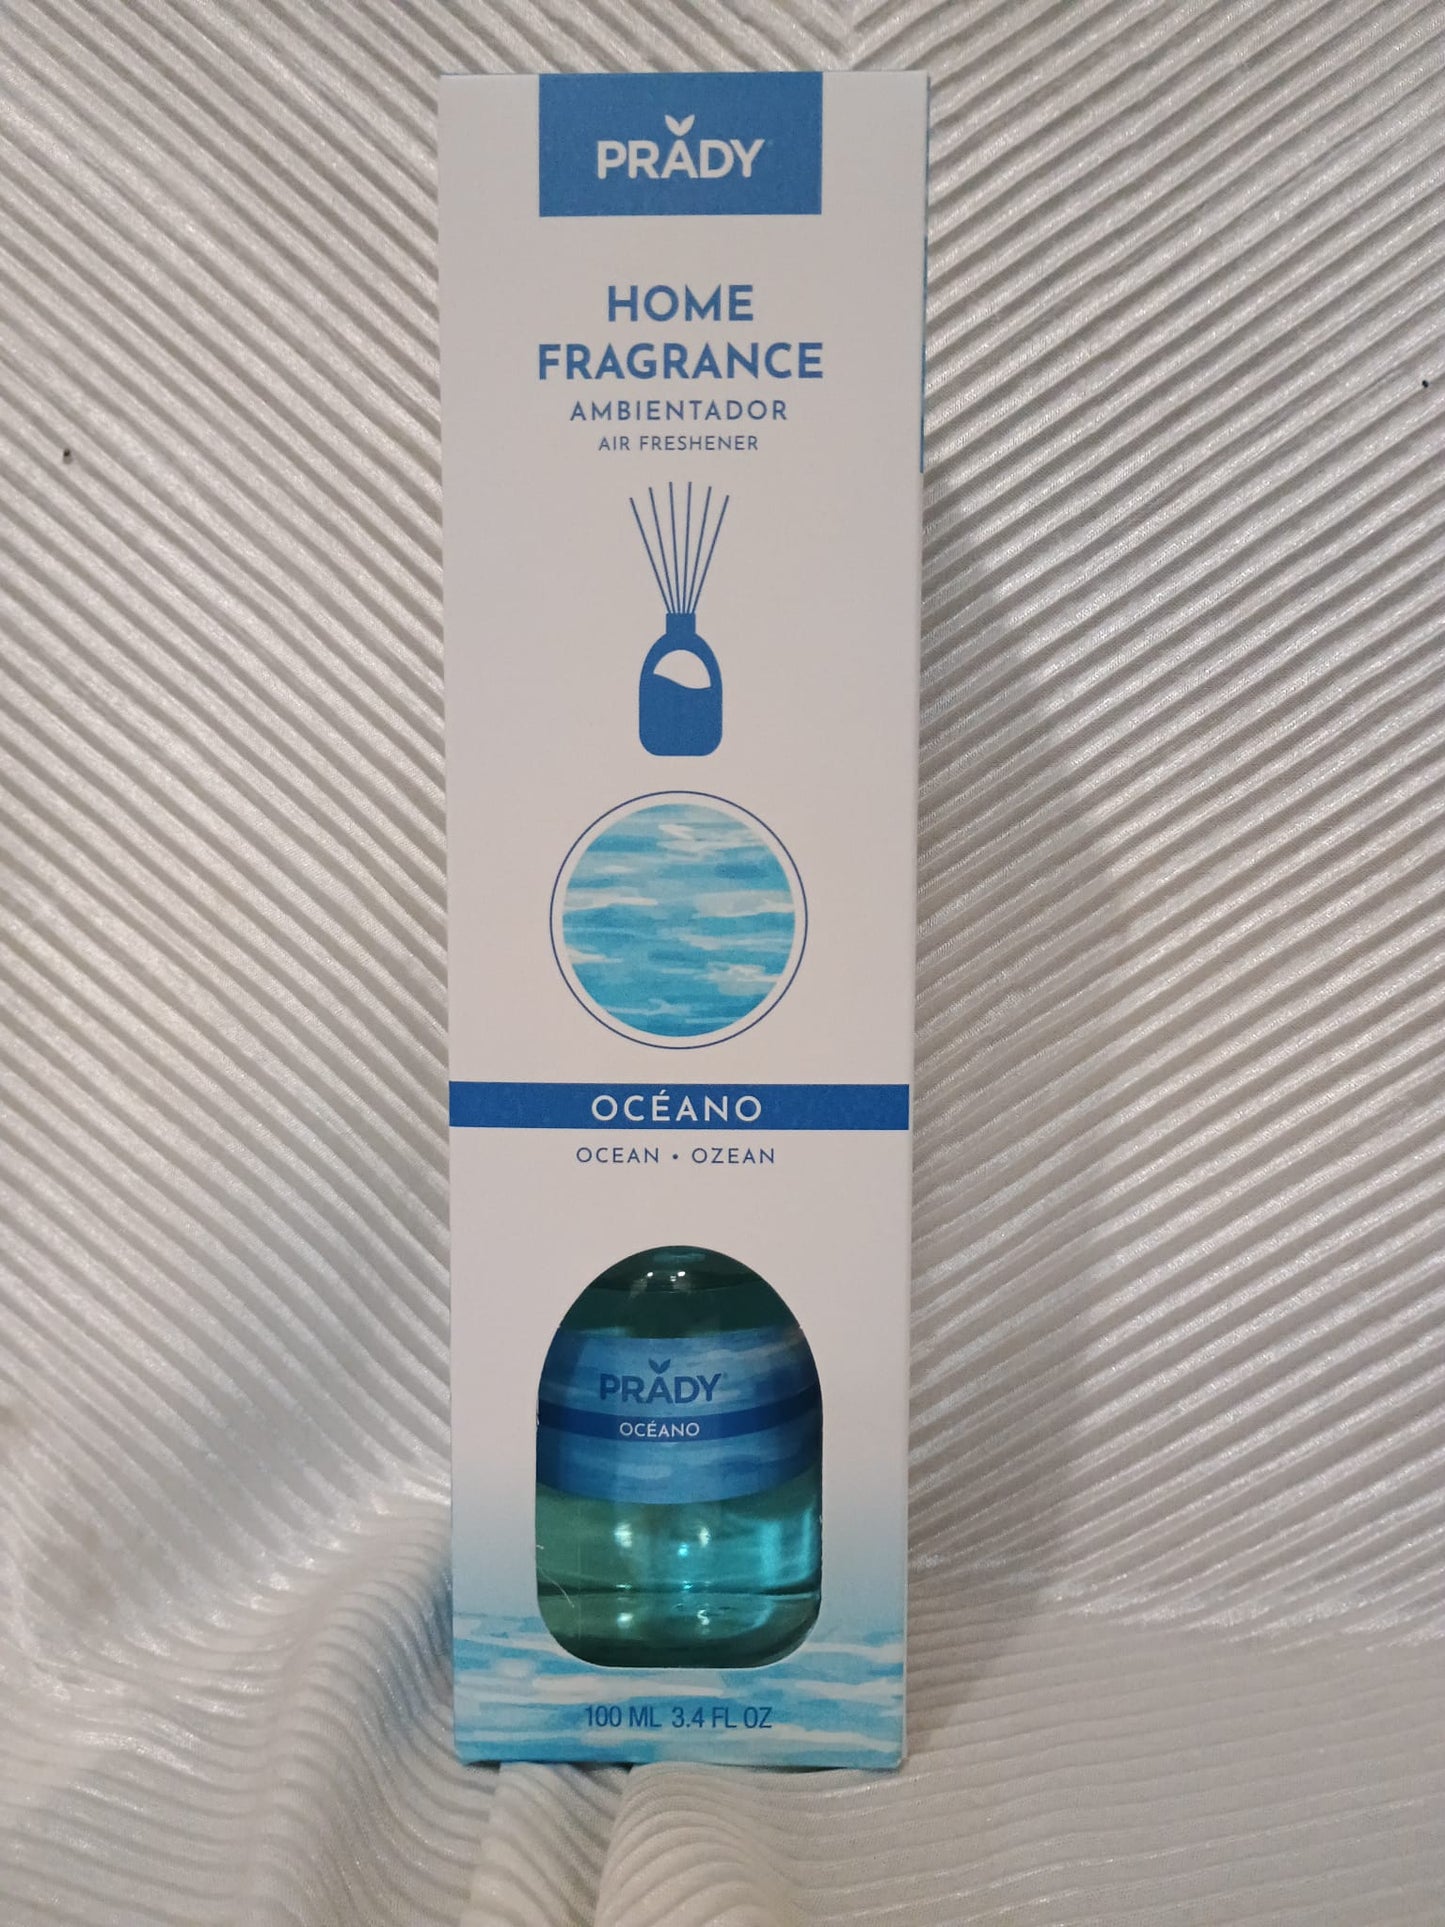 PRADY
HOME
FRAGRANCE
AMBIENTADOR
AIR FRESHENER
OCÉANO
OCEAN • OZEAN
PRADY
OCÉANO
100 ML 3.4 FL OZ